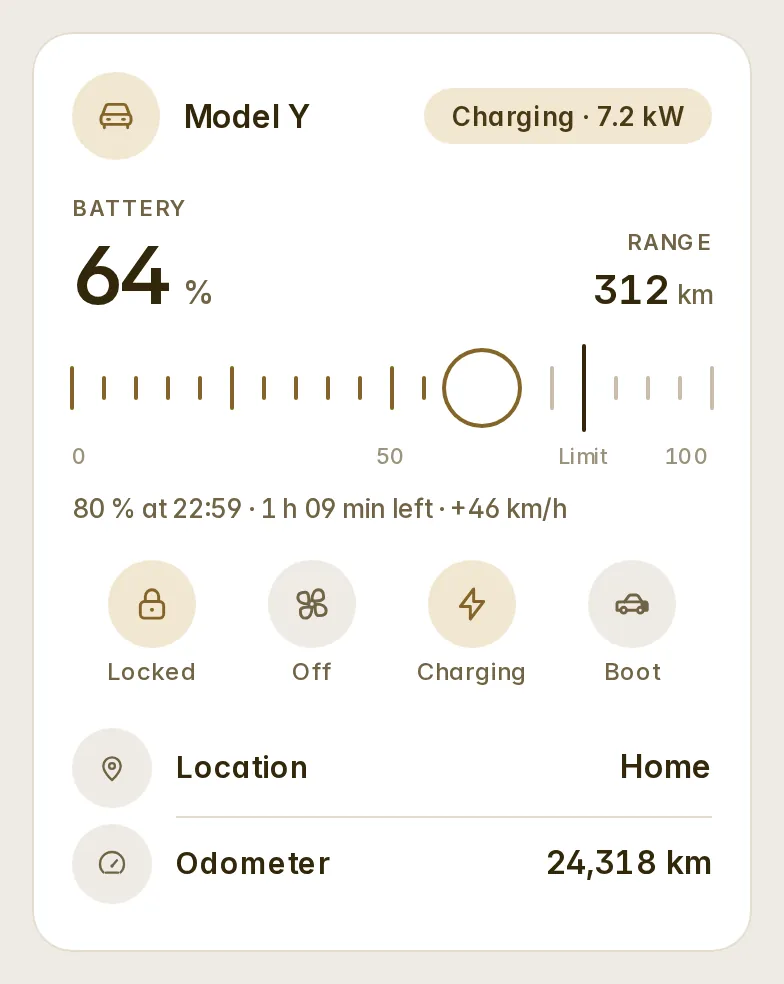 Model Y
Charging · 7.2 kW
BATTERY
64 %
RANGE
312 km
0 50 Limit 100
80 % at 22:59 · 1 h 09 min left · +46 km/h
Locked Off Charging Boot
Location Home
Odometer 24,318 km